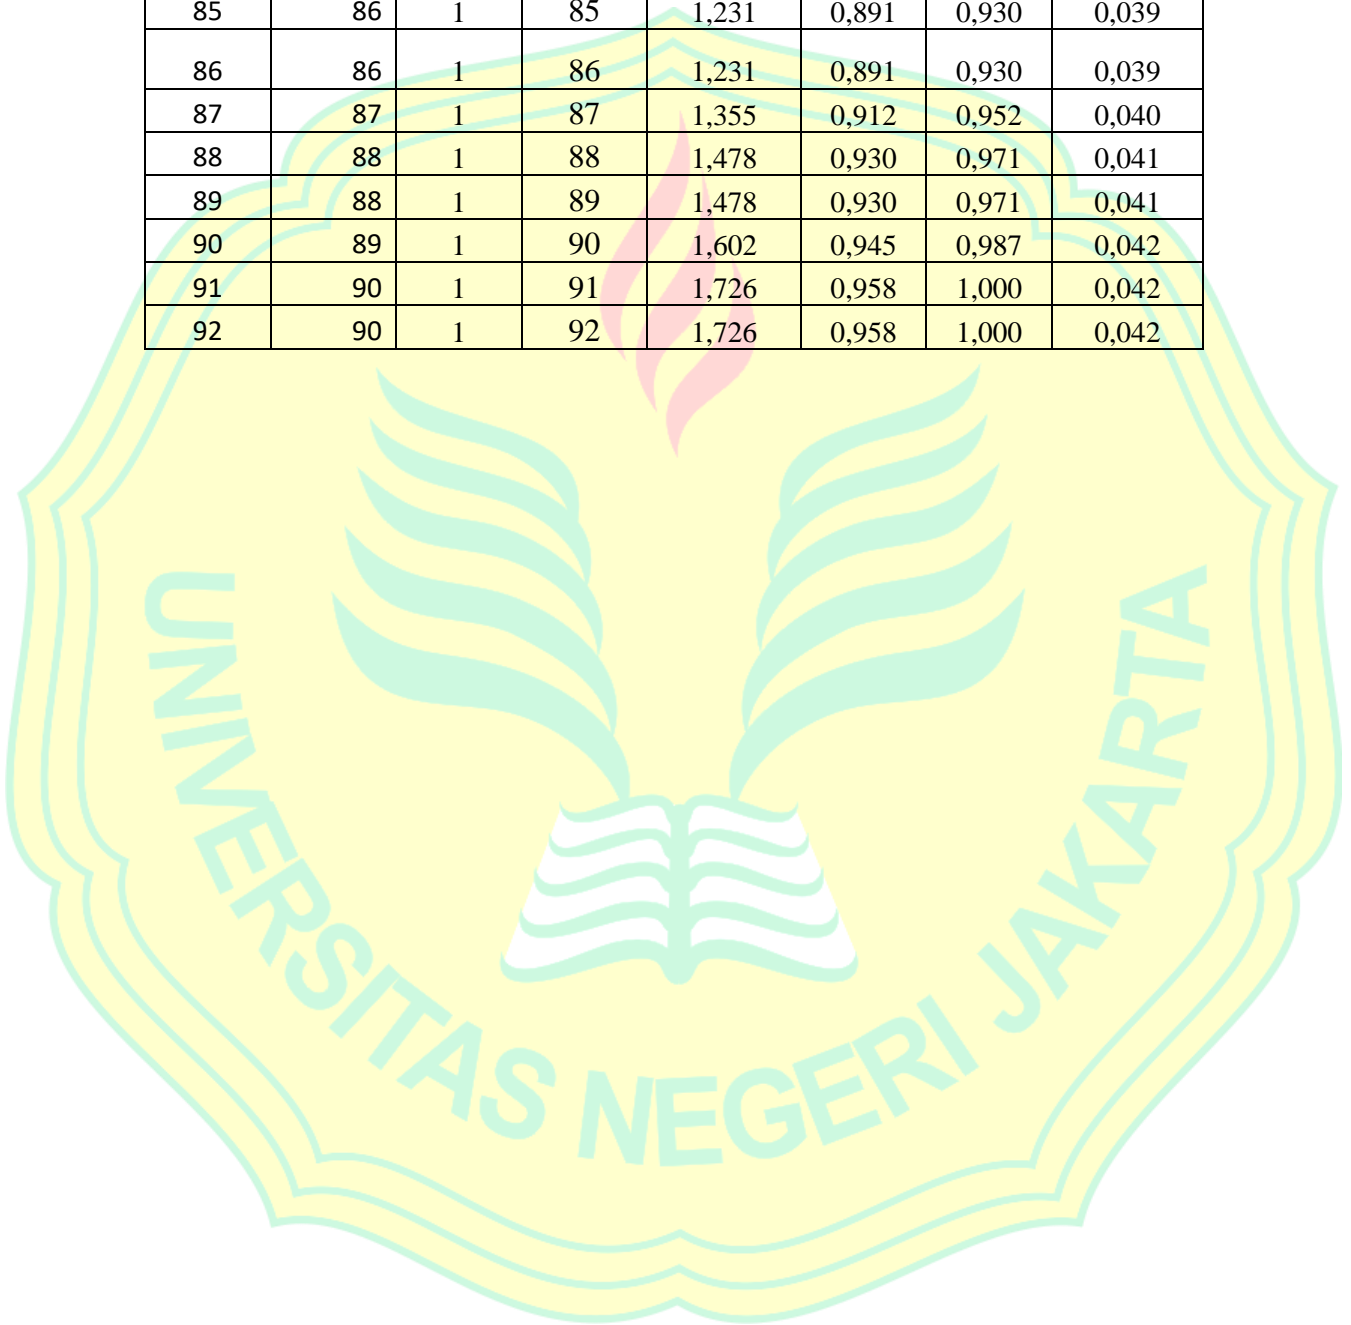 85 86 1 85 1,231 0,891 0,930 0,039
86 86 1 86 1,231 0,891 0,930 0,039
87 87 1 87 1,355 0,912 0,952 0,040
88 88 1 88 1,478 0,930 0,971 0,041
89 88 1 89 1,478 0,930 0,971 0,041
90 89 1 90 1,602 0,945 0,987 0,042
91 90 1 91 1,726 0,958 1,000 0,042
92 90 1 92 1,726 0,958 1,000 0,042
UNIVERSITAS NEGERI JAKARTA